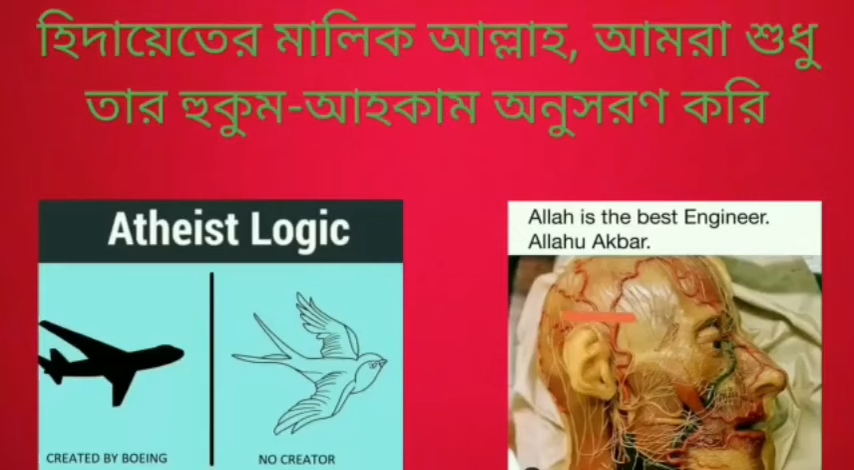 হিদায়েতের মালিক আল্লাহ, আমরা শুধু
তার হুকুম-আহকাম অনুসরণ করি
Atheist Logic
CREATED BY BOEING
NO CREATOR
Allah is the best Engineer.
Allahu Akbar.